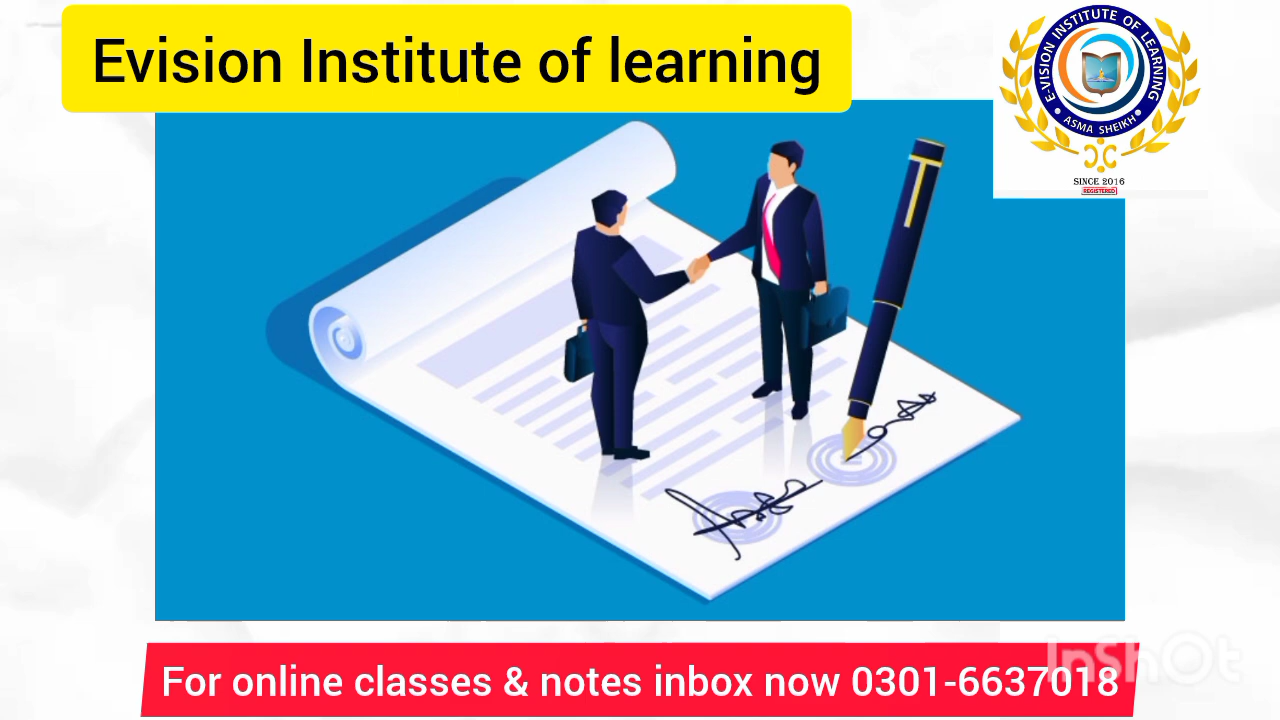 Evision Institute of learning
E-VISION INSTITUTE OF LEARNING
ASMA SHEIKH
SINCE 2016
REGISTERED
For online classes & notes inbox now 0301-6637018
InShOt